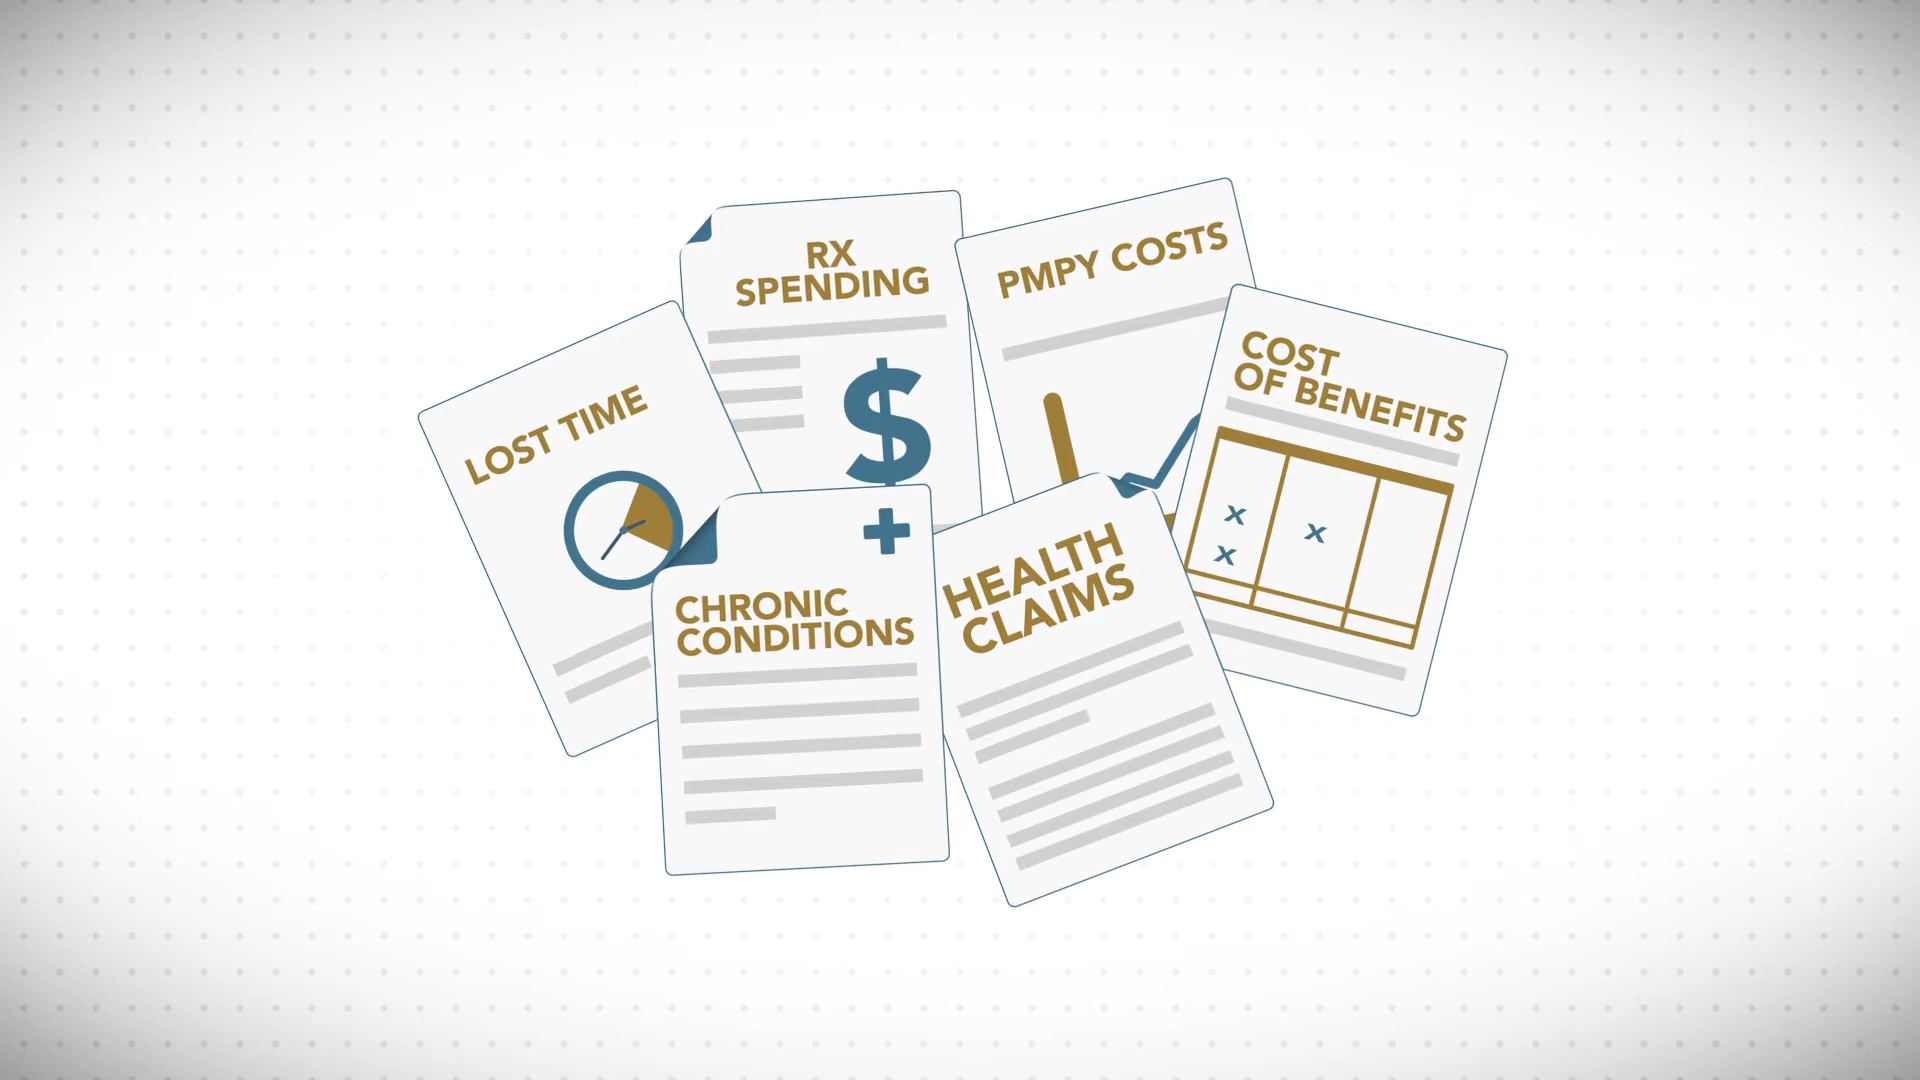 RX
SPENDING
PMPY COSTS
COST
OF BENEFITS
LOST TIME
x
x
x
CHRONIC
CONDITIONS
HEALTH
CLAIMS